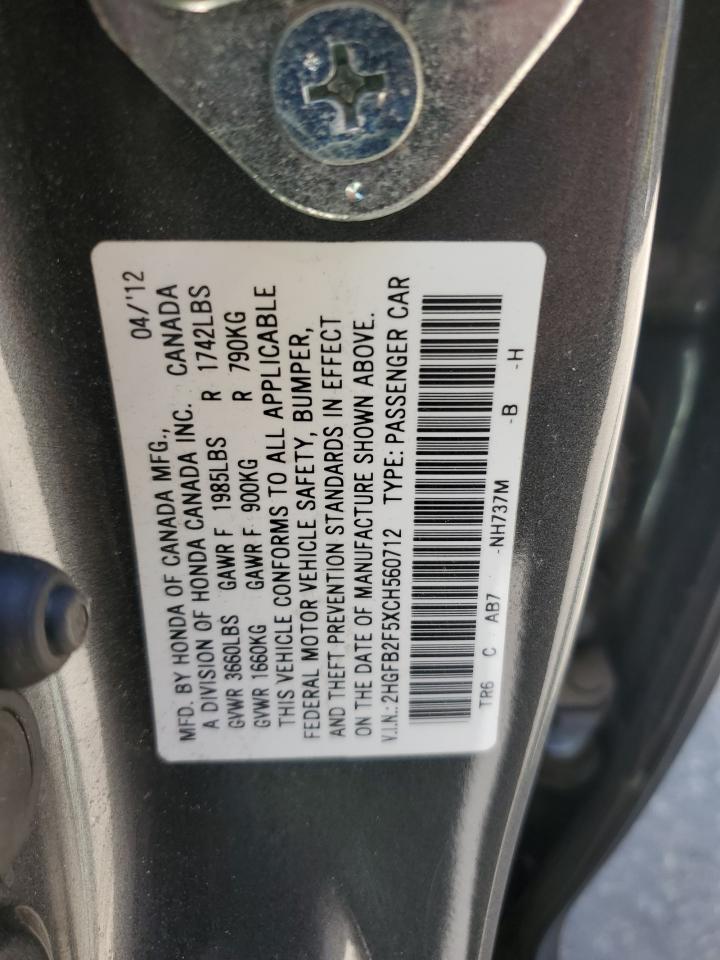 MFD. BY HONDA OF CANADA MFG., 04/'12
A DIVISION OF HONDA CANADA INC. CANADA
GVWR 3660LBS GAWR F 1985LBS R 1742LBS
GVWR 1660KG GAWR F 900KG R 790KG
THIS VEHICLE CONFORMS TO ALL APPLICABLE
FEDERAL MOTOR VEHICLE SAFETY, BUMPER,
AND THEFT PREVENTION STANDARDS IN EFFECT
ON THE DATE OF MANUFACTURE SHOWN ABOVE.
V.I.N.: 2HGFB2F5XCH560712 TYPE: PASSENGER CAR
TR6 C AB7 -NH737M -B -H